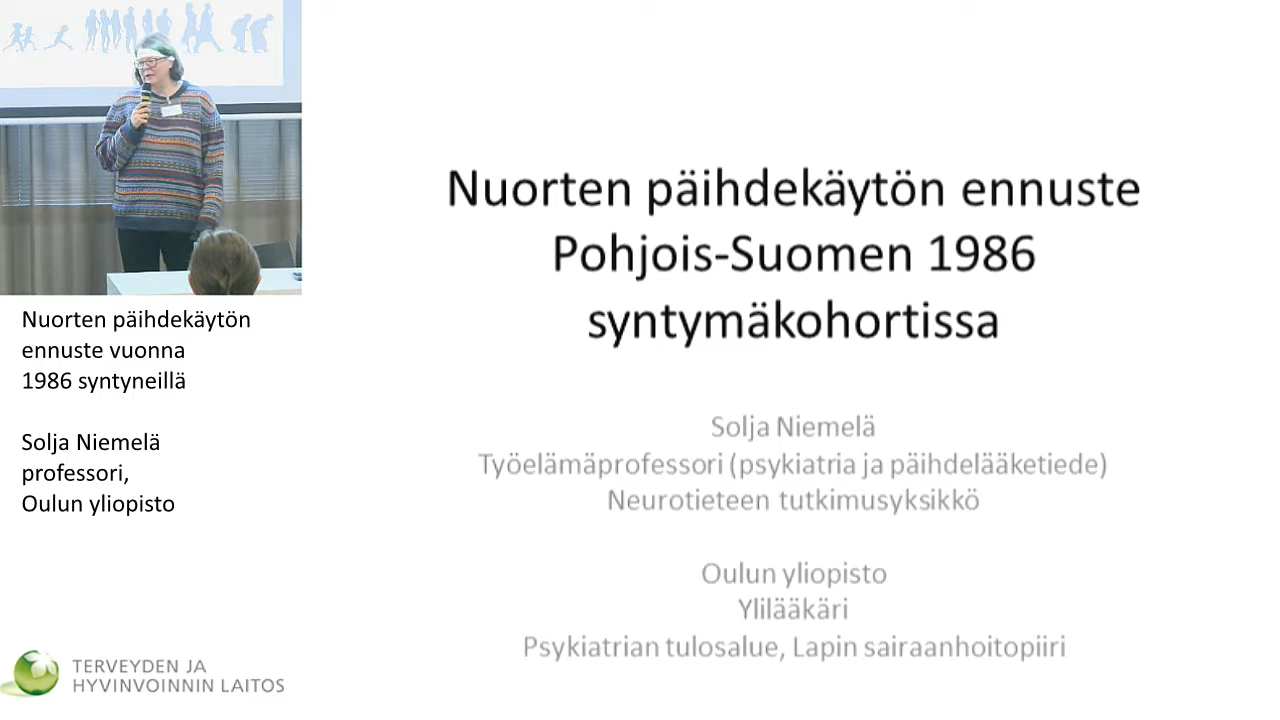 Nuorten päihdekäytön ennuste
Pohjois-Suomen 1986
syntymäkohortissa
Solja Niemelä
Työelämäprofessori (psykiatria ja päihdelääketiede)
Neurotieteen tutkimusyksikkö
Oulun yliopisto
Ylilääkäri
Psykiatrian tulosalue, Lapin sairaanhoitopiiri
Nuorten päihdekäytön
ennuste vuonna
1986 syntyneillä
Solja Niemelä
professori,
Oulun yliopisto
TERVEYDEN JA
HYVINVOINNIN LAITOS